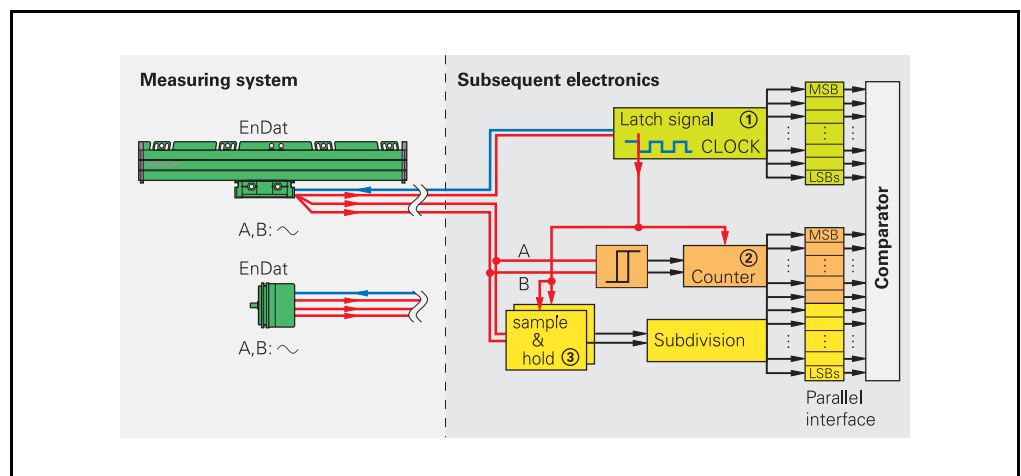 Measuring system
Subsequent electronics
EnDat
A,B:
EnDat
A,B:
Latch signal ①
CLOCK
MSB
LSBs
A
B
②
Counter
sample
&
hold ③
Subdivision
MSB
LSBs
Comparator
Parallel
interface